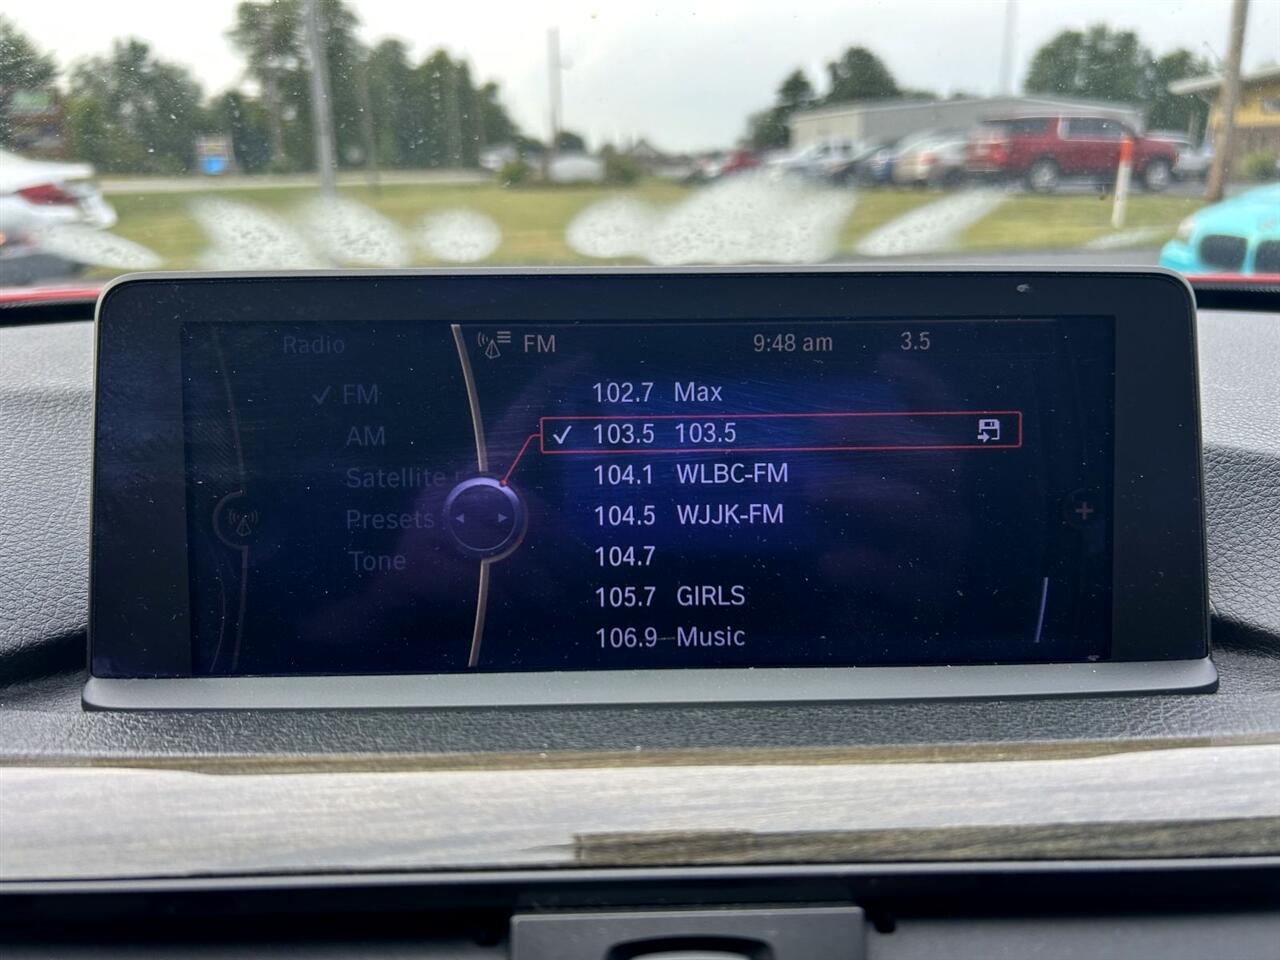 Radio
FM
9:48 am
3.5
✓ FM
AM
Satellite
Presets
Tone
102.7 Max
✓ 103.5 103.5
104.1 WLBC-FM
104.5 WJJK-FM
104.7
105.7 GIRLS
106.9 Music